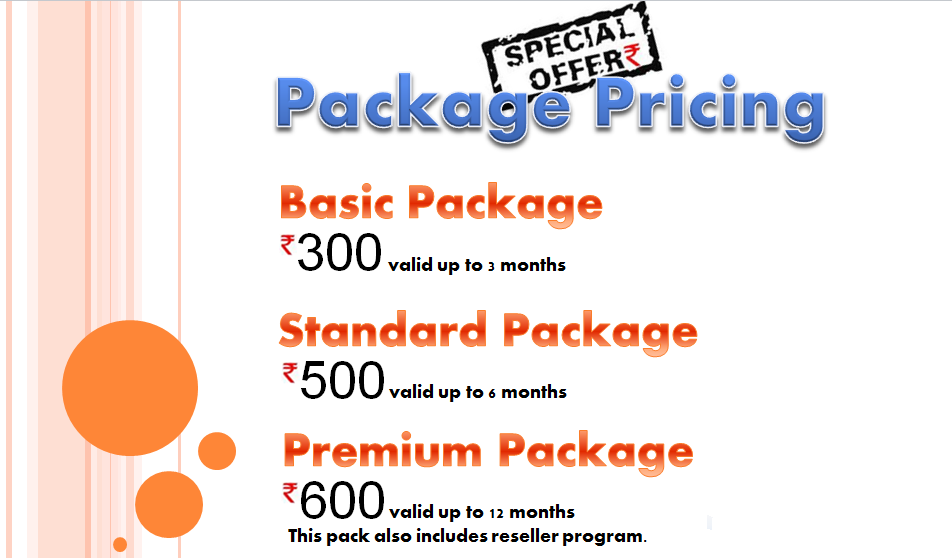 SPECIAL
OFFER₹
Package Pricing
Basic Package
₹300 valid up to 3 months
Standard Package
₹500 valid up to 6 months
Premium Package
₹600 valid up to 12 months
This pack also includes reseller program.